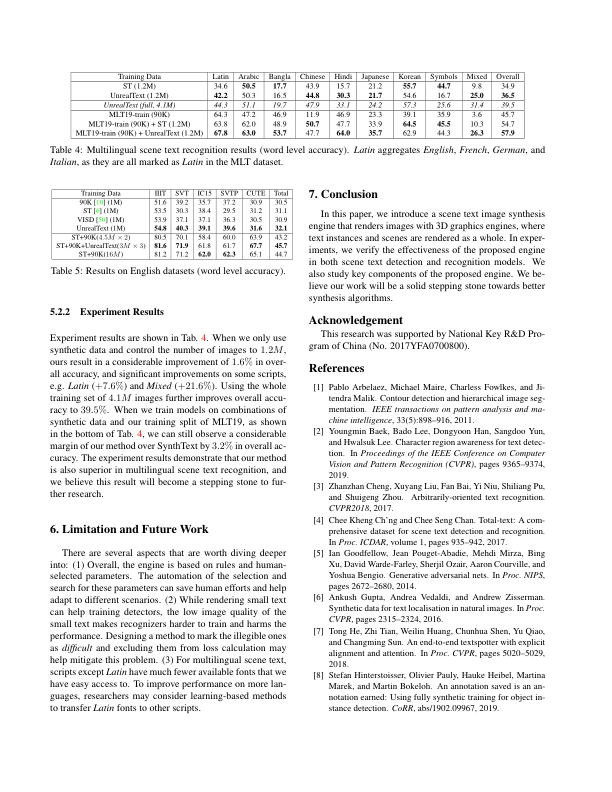 Training Data Latin Arabic Bangla Chinese Hindi Japanese Korean Symbols Mixed Overall
ST (1.2M) 34.6 50.5 17.7 43.9 15.7 21.2 55.7 44.7 9.8 34.9
UnrealText (1.2M) 42.2 50.3 16.5 44.8 30.3 21.7 54.6 16.7 25.0 36.5
UnrealText (full, 4.1M) 44.3 51.1 19.7 47.9 33.1 24.2 57.3 25.6 31.4 39.5
MLT19-train (90K) 64.3 47.2 46.9 11.9 46.9 23.3 39.1 35.9 3.6 45.7
MLT19-train (90K) + ST (1.2M) 63.8 62.0 48.9 50.7 47.7 33.9 64.5 45.5 10.3 54.7
MLT19-train (90K) + UnrealText (1.2M) 67.8 63.0 53.7 47.7 64.0 35.7 62.9 44.3 26.3 57.9
Table 4: Multilingual scene text recognition results (word level accuracy). Latin aggregates English, French, German, and
Italian, as they are all marked as Latin in the MLT dataset.
Training Data IIIT SVT IC15 SVTP CUTE Total
90K [10] (1M) 51.6 39.2 35.7 37.2 30.9 30.5
ST [6] (1M) 53.5 30.3 38.4 29.5 31.2 31.1
VISD [50] (1M) 53.9 37.1 37.1 36.3 30.5 30.9
UnrealText (1M) 54.8 40.3 39.1 39.6 31.6 32.1
ST+90K(4.5M × 2) 80.5 70.1 58.4 60.0 63.9 43.2
ST+90K+UnrealText(3M × 3) 81.6 71.9 61.8 61.7 67.7 45.7
ST+90K(16M) 81.2 71.2 62.0 62.3 65.1 44.7
Table 5: Results on English datasets (word level accuracy).
5.2.2 Experiment Results
Experiment results are shown in Tab. 4. When we only use
synthetic data and control the number of images to 1.2M,
ours result in a considerable improvement of 1.6% in over-
all accuracy, and significant improvements on some scripts,
e.g. Latin (+7.6%) and Mixed (+21.6%). Using the whole
training set of 4.1M images further improves overall accu-
racy to 39.5%. When we train models on combinations of
synthetic data and our training split of MLT19, as shown
in the bottom of Tab. 4, we can still observe a considerable
margin of our method over SynthText by 3.2% in overall ac-
curacy. The experiment results demonstrate that our method
is also superior in multilingual scene text recognition, and
we believe this result will become a stepping stone to fur-
ther research.
6. Limitation and Future Work
There are several aspects that are worth diving deeper
into: (1) Overall, the engine is based on rules and human-
selected parameters. The automation of the selection and
search for these parameters can save human efforts and help
adapt to different scenarios. (2) While rendering small text
can help training detectors, the low image quality of the
small text makes recognizers harder to train and harms the
performance. Designing a method to mark the illegible ones
as difficult and excluding them from loss calculation may
help mitigate this problem. (3) For multilingual scene text,
scripts except Latin have much fewer available fonts that we
have easy access to. To improve performance on more lan-
guages, researchers may consider learning-based methods
to transfer Latin fonts to other scripts.
7. Conclusion
In this paper, we introduce a scene text image synthesis
engine that renders images with 3D graphics engines, where
text instances and scenes are rendered as a whole. In exper-
iments, we verify the effectiveness of the proposed engine
in both scene text detection and recognition models. We
also study key components of the proposed engine. We be-
lieve our work will be a solid stepping stone towards better
synthesis algorithms.
Acknowledgement
This research was supported by National Key R&D Pro-
gram of China (No. 2017YFA0700800).
References
[1] Pablo Arbelaez, Michael Maire, Charless Fowlkes, and Ji-
tendra Malik. Contour detection and hierarchical image seg-
mentation. IEEE transactions on pattern analysis and ma-
chine intelligence, 33(5):898–916, 2011.
[2] Youngmin Baek, Bado Lee, Dongyoon Han, Sangdoo Yun,
and Hwalsuk Lee. Character region awareness for text detec-
tion. In Proceedings of the IEEE Conference on Computer
Vision and Pattern Recognition (CVPR), pages 9365–9374,
2019.
[3] Zhanzhan Cheng, Xuyang Liu, Fan Bai, Yi Niu, Shiliang Pu,
and Shuigeng Zhou. Arbitrarily-oriented text recognition.
CVPR2018, 2017.
[4] Chee Kheng Ch'ng and Chee Seng Chan. Total-text: A com-
prehensive dataset for scene text detection and recognition.
In Proc. ICDAR, volume 1, pages 935–942, 2017.
[5] Ian Goodfellow, Jean Pouget-Abadie, Mehdi Mirza, Bing
Xu, David Warde-Farley, Sherjil Ozair, Aaron Courville, and
Yoshua Bengio. Generative adversarial nets. In Proc. NIPS,
pages 2672–2680, 2014.
[6] Ankush Gupta, Andrea Vedaldi, and Andrew Zisserman.
Synthetic data for text localisation in natural images. In Proc.
CVPR, pages 2315–2324, 2016.
[7] Tong He, Zhi Tian, Weilin Huang, Chunhua Shen, Yu Qiao,
and Changming Sun. An end-to-end textspotter with explicit
alignment and attention. In Proc. CVPR, pages 5020–5029,
2018.
[8] Stefan Hinterstoisser, Olivier Pauly, Hauke Heibel, Martina
Marek, and Martin Bokeloh. An annotation saved is an an-
notation earned: Using fully synthetic training for object in-
stance detection. CoRR, abs/1902.09967, 2019.